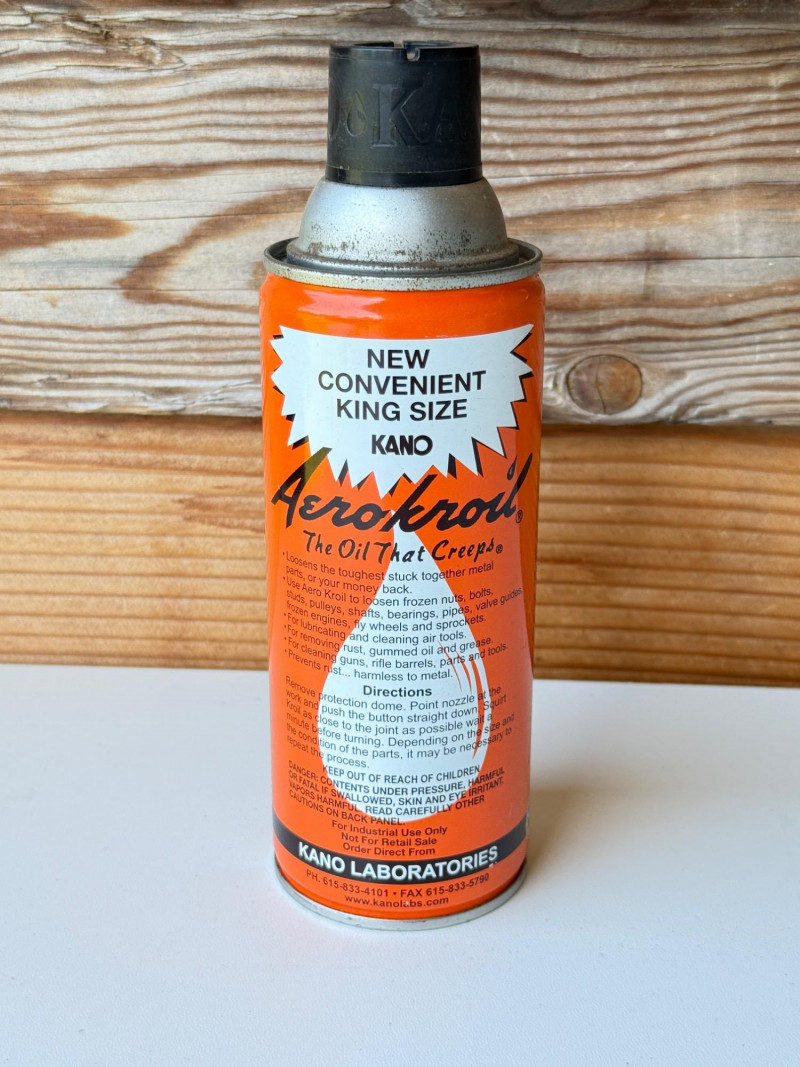 KA
NEW
CONVENIENT
KING SIZE
KANO
Aerokroil®
The Oil That Creeps®
• Loosens the toughest stuck together metal
parts, or your money back.
• Use Aero Kroil to loosen frozen nuts, bolts,
studs, pulleys, shafts, bearings, pipes, valve guides,
frozen engines, fly wheels and sprockets.
• For lubricating and cleaning air tools.
• For removing rust, gummed oil and grease.
• For cleaning guns, rifle barrels, parts and tools.
• Prevents rust... harmless to metal.
Directions
Remove protection dome. Point nozzle at the
work and push the button straight down. Squirt
Kroil as close to the joint as possible wait a
minute before turning. Depending on the size and
the condition of the parts, it may be necessary to
repeat the process.
KEEP OUT OF REACH OF CHILDREN
DANGER: CONTENTS UNDER PRESSURE, HARMFUL
OR FATAL IF SWALLOWED, SKIN AND EYE IRRITANT.
VAPORS HARMFUL. READ CAREFULLY OTHER
CAUTIONS ON BACK PANEL.
For Industrial Use Only
Not For Retail Sale
Order Direct From
KANO LABORATORIES
PH. 615-833-4101 • FAX 615-833-5790
www.kanolabs.com